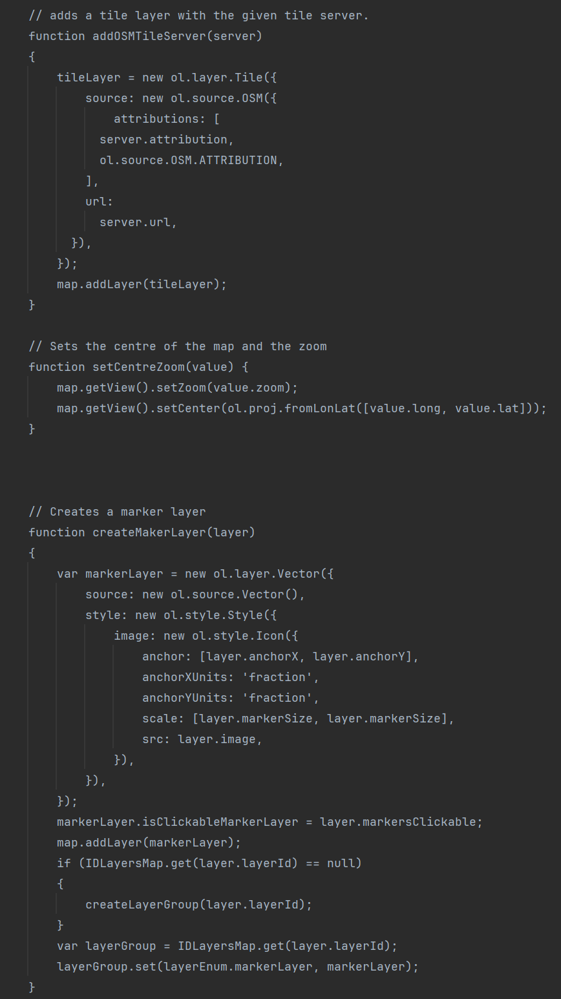 // adds a tile layer with the given tile server.
function addOSMTileServer(server)
{
    tileLayer = new ol.layer.Tile({
        source: new ol.source.OSM({
            attributions: [
          server.attribution,
          ol.source.OSM.ATTRIBUTION,
        ],
        url:
          server.url,
      }),
    });
    map.addLayer(tileLayer);
}

// Sets the centre of the map and the zoom
function setCentreZoom(value) {
    map.getView().setZoom(value.zoom);
    map.getView().setCenter(ol.proj.fromLonLat([value.long, value.lat]));
}

// Creates a marker layer
function createMakerLayer(layer)
{
    var markerLayer = new ol.layer.Vector({
        source: new ol.source.Vector(),
        style: new ol.style.Style({
            image: new ol.style.Icon({
                anchor: [layer.anchorX, layer.anchorY],
                anchorXUnits: 'fraction',
                anchorYUnits: 'fraction',
                scale: [layer.markerSize, layer.markerSize],
                src: layer.image,
            }),
        }),
    });
    markerLayer.isClickableMarkerLayer = layer.markersClickable;
    map.addLayer(markerLayer);
    if (IDLayersMap.get(layer.layerId) == null)
    {
        createLayerGroup(layer.layerId);
    }
    var layerGroup = IDLayersMap.get(layer.layerId);
    layerGroup.set(layerEnum.markerLayer, markerLayer);
}